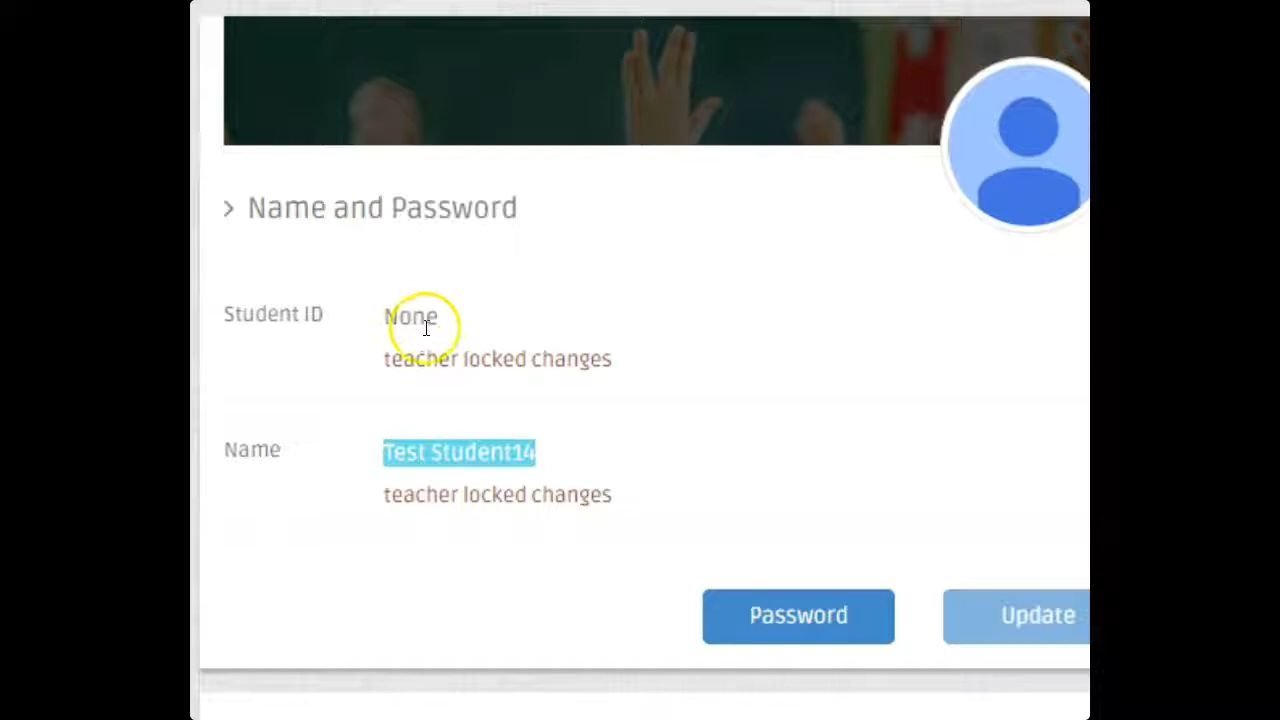 Name and Password
Student ID
None
teacher locked changes
Name
Test Student14
teacher locked changes
Password
Update